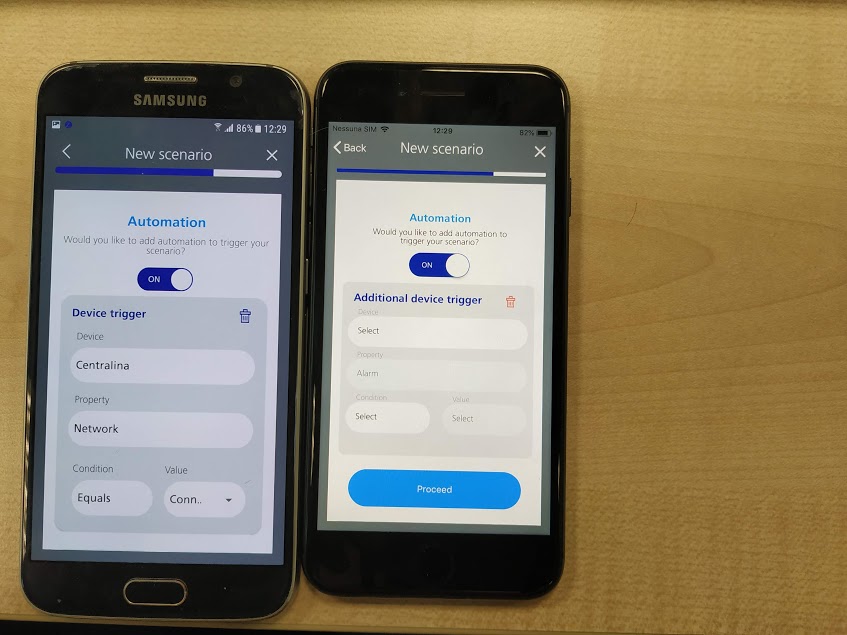 SAMSUNG
86% 12:29
New scenario
Automation
Would you like to add automation to trigger your
scenario?
ON
Device trigger
Device
Centralina
Property
Network
Condition Value
Equals Conn..
Nessuna SIM 12:29 82%
Back New scenario
Automation
Would you like to add automation to
trigger your scenario?
ON
Additional device trigger
Device
Select
Property
Alarm
Condition Value
Select Select
Proceed